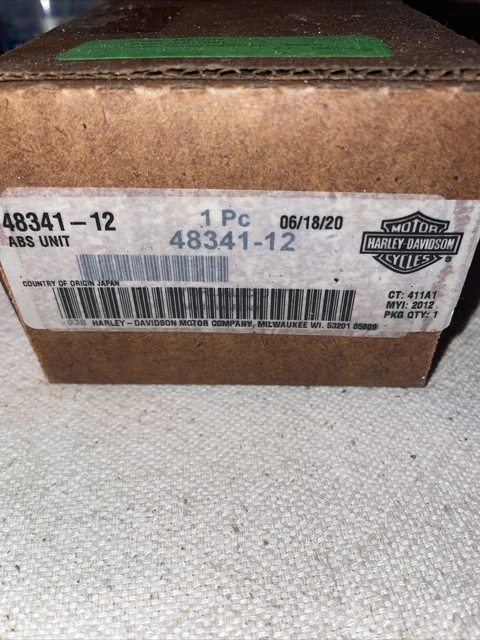 48341-12
ABS UNIT
1 Pc
48341-12
06/18/20
MOTOR
HARLEY-DAVIDSON
CYCLES
®
COUNTRY OF ORIGIN JAPAN
CT: 411A1
MYI: 2012
PKG QTY: 1
HARLEY-DAVIDSON MOTOR COMPANY, MILWAUKEE WI. 53201